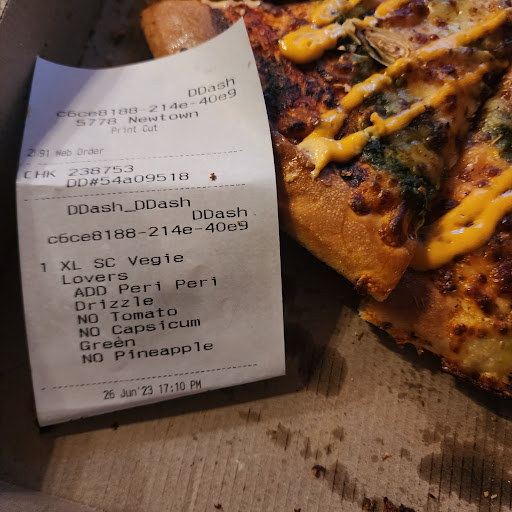 DDash
c6ce8188-214e-40e9
5778 Newtown
Print Cut
2191 Web Order
CHK 238753
DD#54a09518
DDash_DDash
DDash
c6ce8188-214e-40e9
1 XL SC Vegie
Lovers
ADD Peri Peri
Drizzle
NO Tomato
NO Capsicum
Green
NO Pineapple
26 Jun'23 17:10 PM